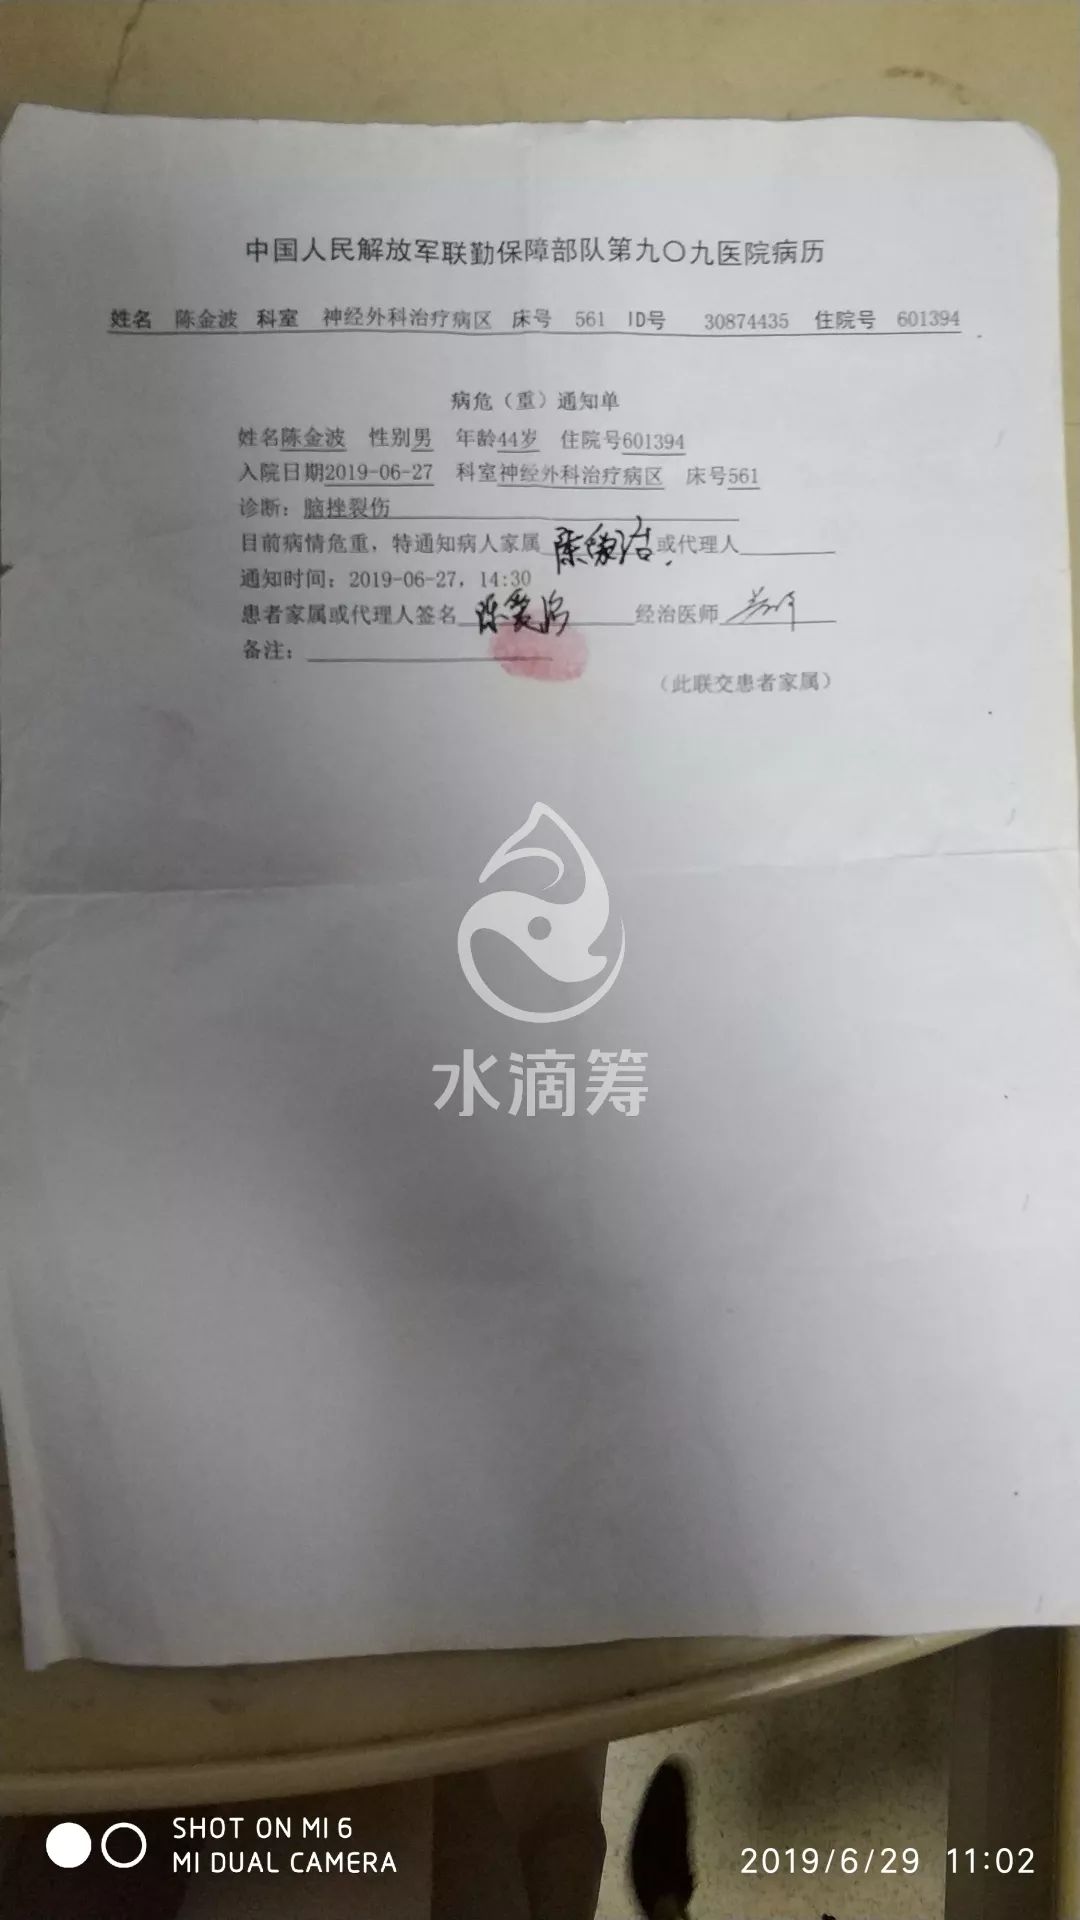 中国人民解放军联勤保障部队第九〇九医院病历
姓名 陈金波 科室 神经外科治疗病区 床号 561 ID号 30874435 住院号 601394
病危（重）通知单
姓名陈金波 性别男 年龄44岁 住院号601394
入院日期2019-06-27 科室神经外科治疗病区 床号561
诊断：脑挫裂伤
目前病情危重，特通知病人家属 或代理人
通知时间：2019-06-27，14:30
患者家属或代理人签名 经治医师
备注：
（此联交患者家属）
水滴筹
SHOT ON MI 6
MI DUAL CAMERA
2019/6/29 11:02